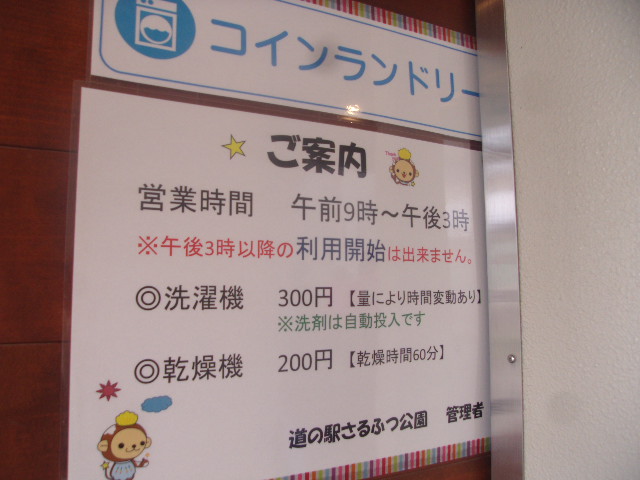 コインランドリー
ご案内
営業時間 午前9時～午後3時
※午後3時以降の利用開始は出来ません。
◎洗濯機 300円【量により時間変動あり】
※洗剤は自動投入です
◎乾燥機 200円【乾燥時間60分】
道の駅さるふつ公園 管理者